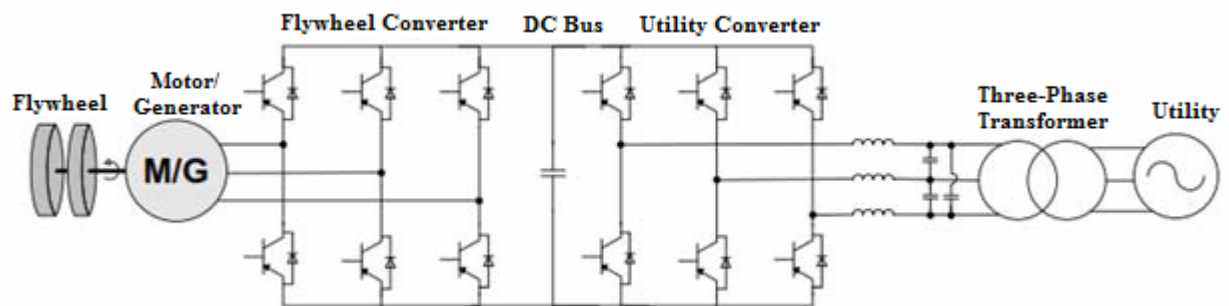 Flywheel Converter
DC Bus
Utility Converter
Flywheel
Motor/
Generator
M/G
Three-Phase
Transformer
Utility